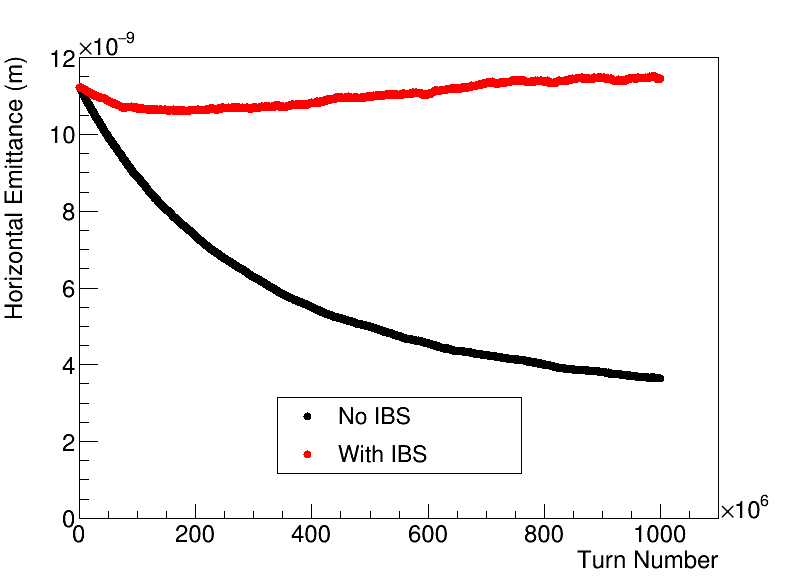 ×10⁻⁹
Horizontal Emittance (m)
12
10
8
6
4
2
0
No IBS
With IBS
0 200 400 600 800 1000
×10⁶
Turn Number